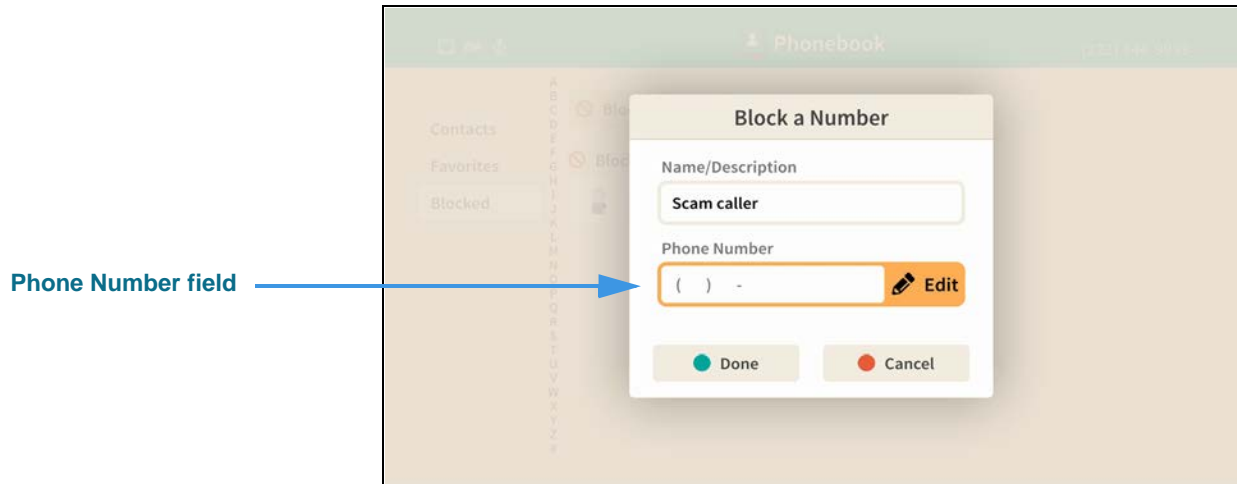 Phonebook
Contacts
Favorites
Blocked
A
B
C
D
E
F
G
H
I
J
K
L
M
N
O
P
Q
R
S
T
U
V
W
X
Y
Z
#
Block a Number
Name/Description
Scam caller
Phone Number
( ) -
Edit
Done
Cancel
Phone Number field